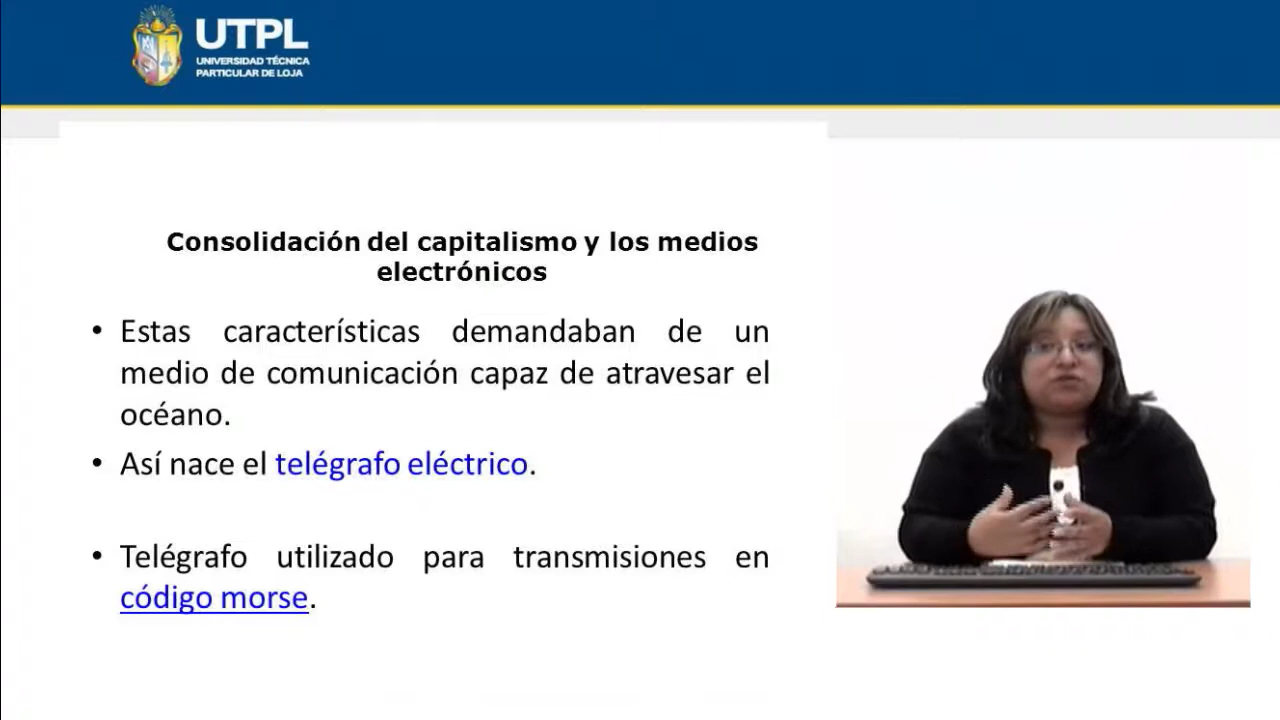 UTPL
UNIVERSIDAD TÉCNICA
PARTICULAR DE LOJA
Consolidación del capitalismo y los medios
electrónicos
• Estas características demandaban de un
medio de comunicación capaz de atravesar el
océano.
• Así nace el telégrafo eléctrico.
• Telégrafo utilizado para transmisiones en
código morse.